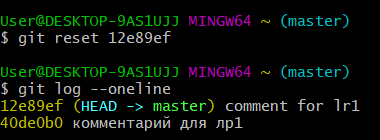 User@DESKTOP-9AS1UJJ MINGW64 ~ (master)
$ git reset 12e89ef
User@DESKTOP-9AS1UJJ MINGW64 ~ (master)
$ git log --oneline
12e89ef (HEAD -> master) comment for lr1
40de0b0 комментарий для лр1